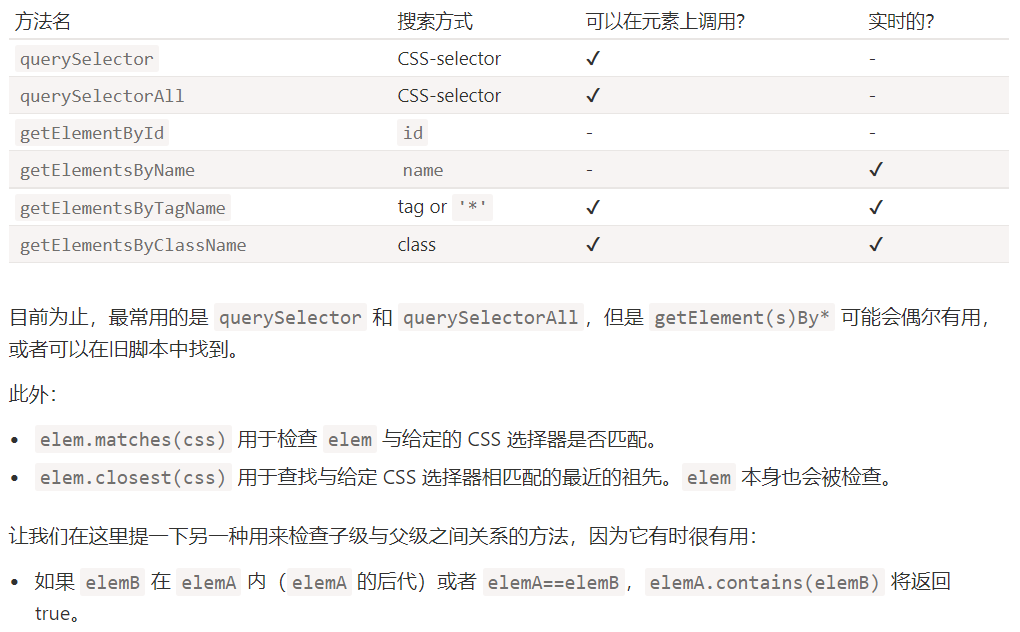 方法名 搜索方式 可以在元素上调用？ 实时的？
querySelector CSS-selector ✔ -
querySelectorAll CSS-selector ✔ -
getElementById id - -
getElementsByName name - ✔
getElementsByTagName tag or '*' ✔ ✔
getElementsByClassName class ✔ ✔
目前为止，最常用的是 querySelector 和 querySelectorAll，但是 getElement(s)By* 可能会偶尔有用，
或者可以在旧脚本中找到。
此外：
• elem.matches(css) 用于检查 elem 与给定的 CSS 选择器是否匹配。
• elem.closest(css) 用于查找与给定 CSS 选择器相匹配的最近的祖先。elem 本身也会被检查。
让我们在这里提一下另一种用来检查子级与父级之间关系的方法，因为它有时很有用：
• 如果 elemB 在 elemA 内（elemA 的后代）或者 elemA==elemB，elemA.contains(elemB) 将返回
true。